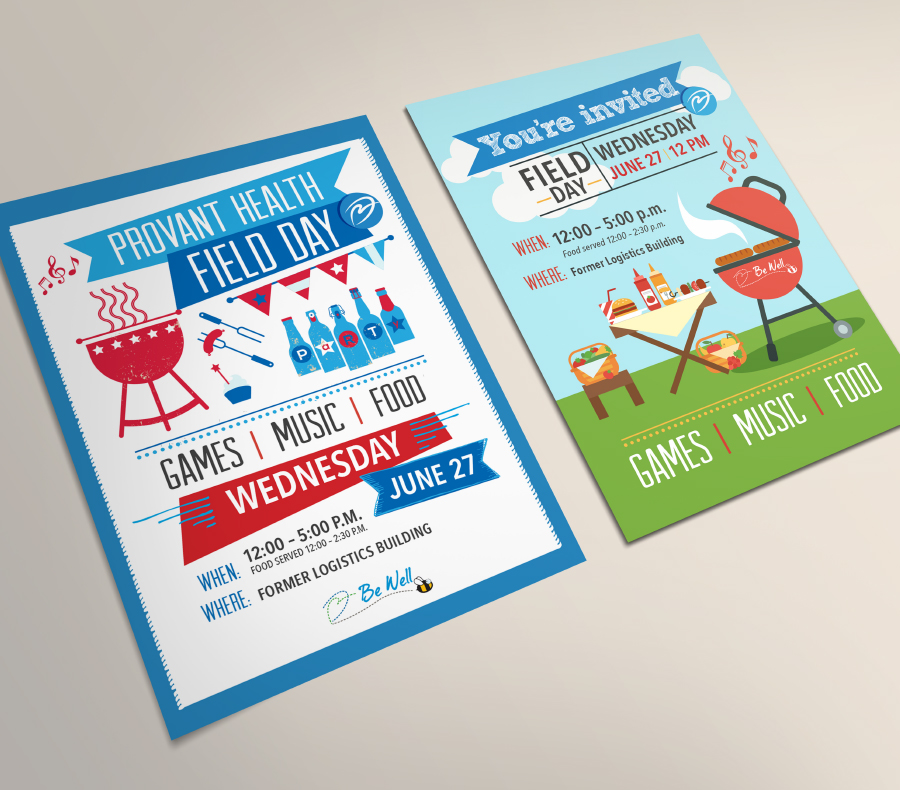 PROVANT HEALTH
FIELD DAY
PARTY
GAMES | MUSIC | FOOD
WEDNESDAY
JUNE 27
WHEN: 12:00 – 5:00 P.M.
FOOD SERVED 12:00 – 2:30 P.M.
WHERE: FORMER LOGISTICS BUILDING
Be Well
You're invited
FIELD DAY
WEDNESDAY
JUNE 27 | 12 PM
WHEN: 12:00 – 5:00 p.m.
Food served 12:00 – 2:30 p.m.
WHERE: Former Logistics Building
Be Well
GAMES | MUSIC | FOOD